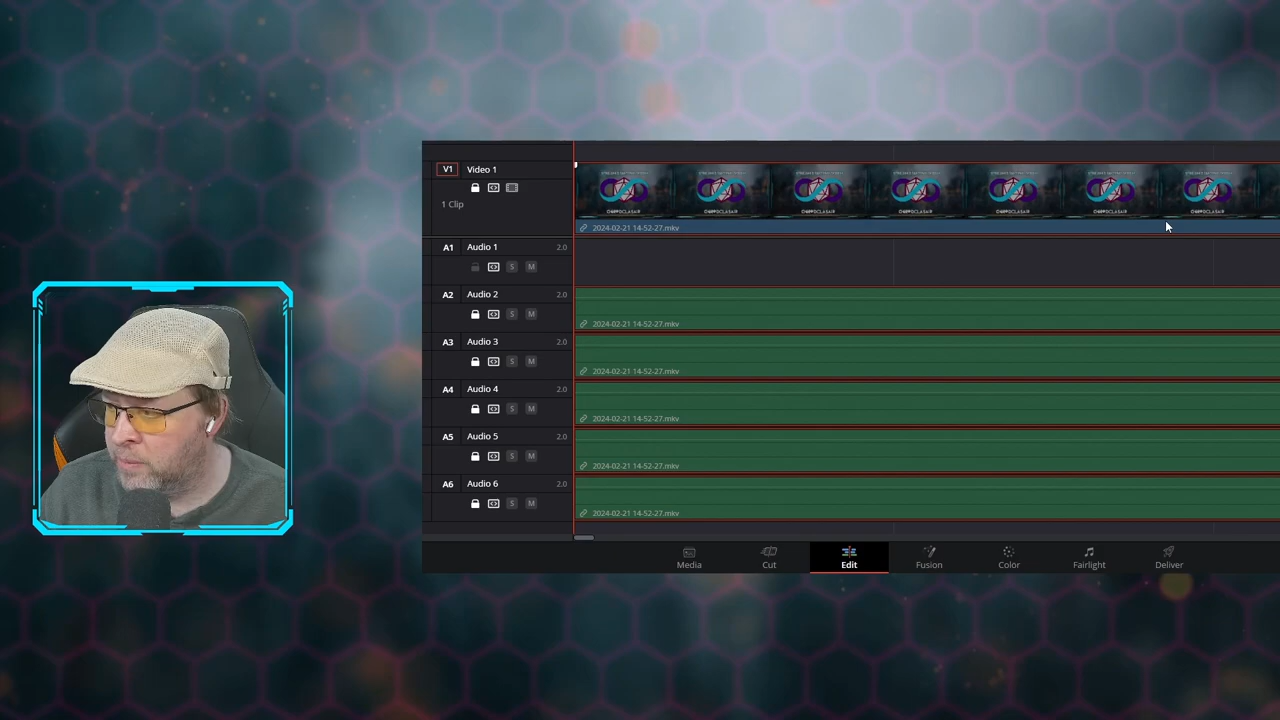 V1 Video 1
1 Clip
2024-02-21 14-52-27.mkv
A1 Audio 1 2.0
S M
A2 Audio 2 2.0
S M
2024-02-21 14-52-27.mkv
A3 Audio 3 2.0
S M
2024-02-21 14-52-27.mkv
A4 Audio 4 2.0
S M
2024-02-21 14-52-27.mkv
A5 Audio 5 2.0
S M
2024-02-21 14-52-27.mkv
A6 Audio 6 2.0
S M
2024-02-21 14-52-27.mkv
Media Cut Edit Fusion Color Fairlight Deliver